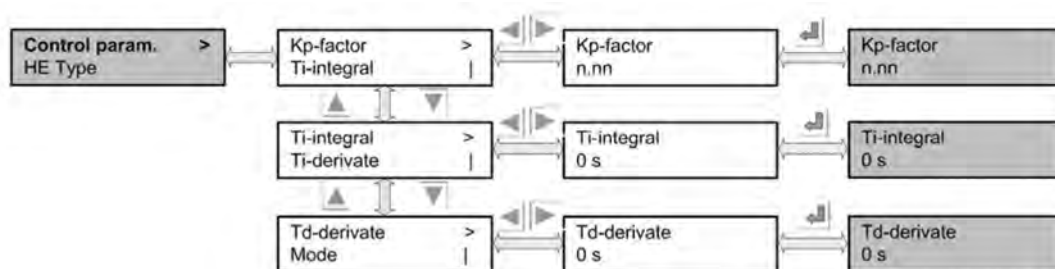 Control param. >
HE Type
Kp-factor >
Ti-integral |
Kp-factor
n.nn
Kp-factor
n.nn
Ti-integral >
Ti-derivate |
Ti-integral
0 s
Ti-integral
0 s
Td-derivate >
Mode |
Td-derivate
0 s
Td-derivate
0 s